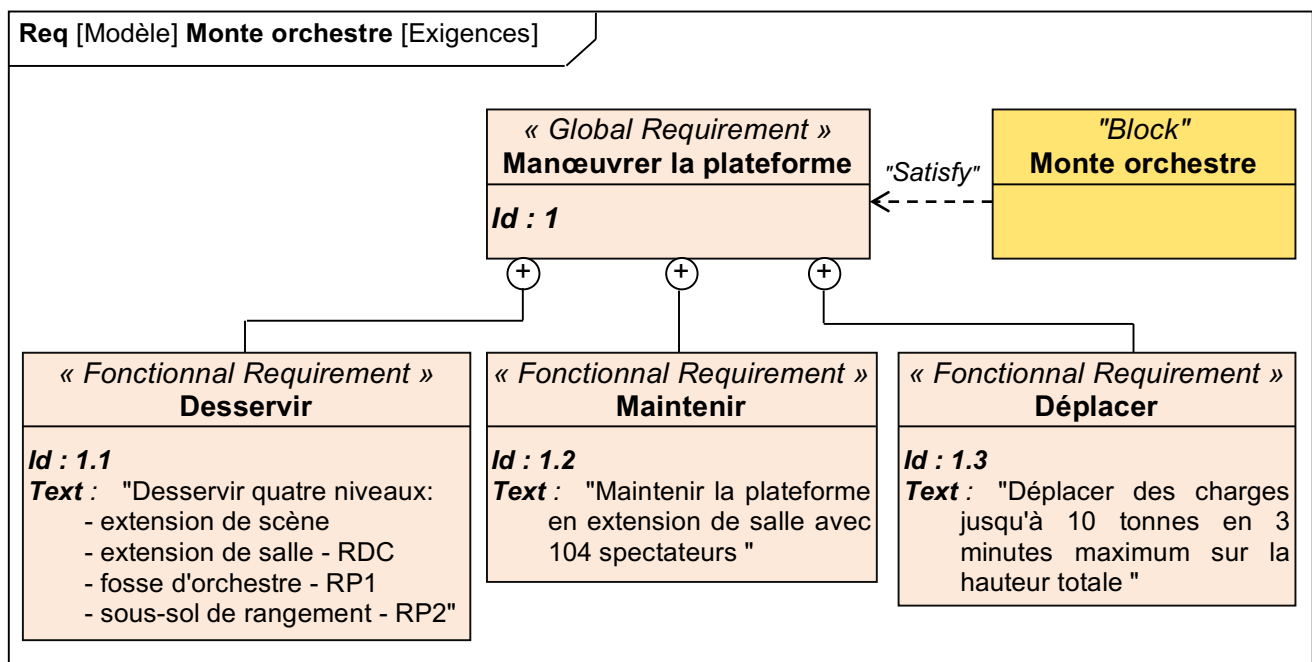 Req [Modèle] Monte orchestre [Exigences]
« Global Requirement »
Manœuvrer la plateforme
Id : 1
"Satisfy"
"Block"
Monte orchestre
+
+
+
« Fonctionnal Requirement »
Desservir
Id : 1.1
Text : "Desservir quatre niveaux:
- extension de scène
- extension de salle - RDC
- fosse d'orchestre - RP1
- sous-sol de rangement - RP2"
« Fonctionnal Requirement »
Maintenir
Id : 1.2
Text : "Maintenir la plateforme
en extension de salle avec
104 spectateurs "
« Fonctionnal Requirement »
Déplacer
Id : 1.3
Text : "Déplacer des charges
jusqu'à 10 tonnes en 3
minutes maximum sur la
hauteur totale "